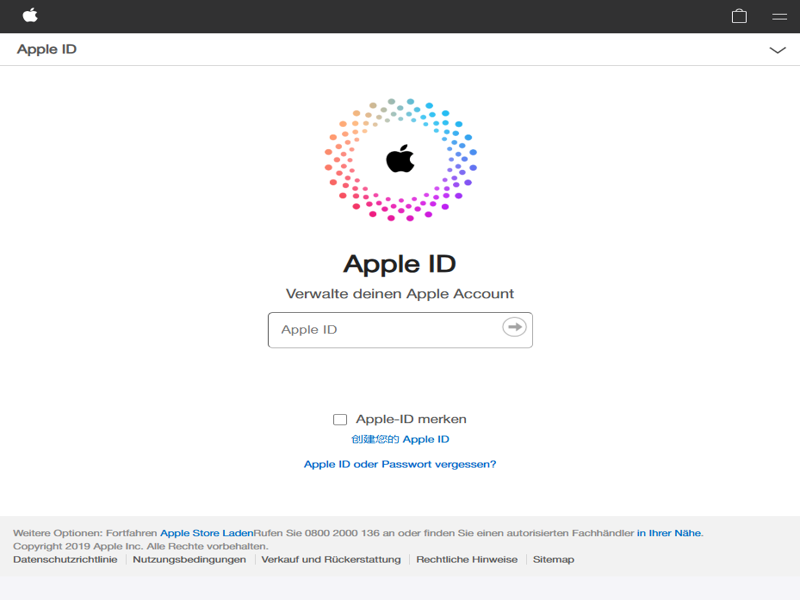 Apple ID
Apple ID
Verwalte deinen Apple Account
Apple ID
Apple-ID merken
创建您的 Apple ID
Apple ID oder Passwort vergessen?
Weitere Optionen: Fortfahren Apple Store LadenRufen Sie 0800 2000 136 an oder finden Sie einen autorisierten Fachhändler in Ihrer Nähe.
Copyright 2019 Apple Inc. Alle Rechte vorbehalten.
Datenschutzrichtlinie | Nutzungsbedingungen | Verkauf und Rückerstattung | Rechtliche Hinweise | Sitemap